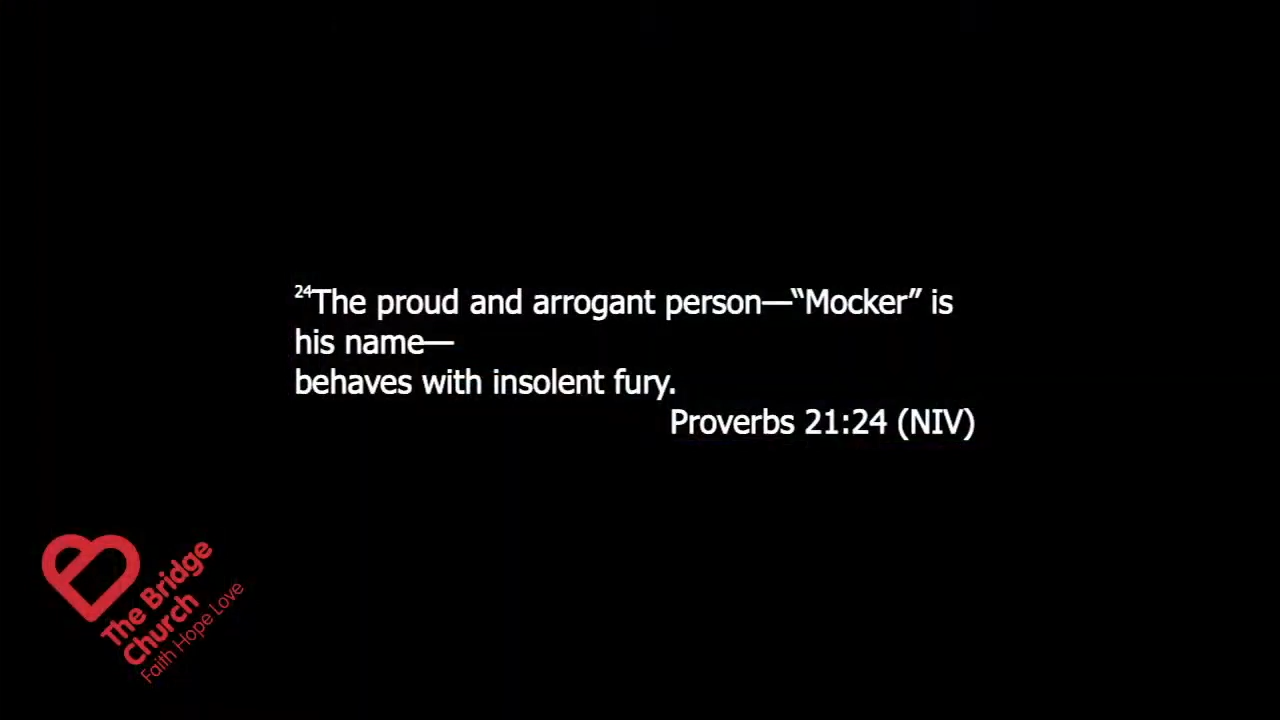 ²⁴The proud and arrogant person—“Mocker” is
his name—
behaves with insolent fury.
Proverbs 21:24 (NIV)
The Bridge
Church
Faith Hope Love